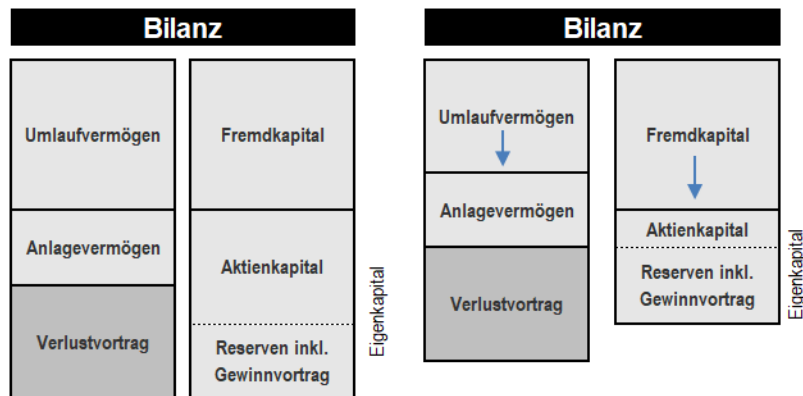 Bilanz
Umlaufvermögen
Fremdkapital
Anlagevermögen
Aktienkapital
Verlustvortrag
Reserven inkl.
Gewinnvortrag
Eigenkapital
Bilanz
Umlaufvermögen
Fremdkapital
Anlagevermögen
Aktienkapital
Verlustvortrag
Reserven inkl.
Gewinnvortrag
Eigenkapital